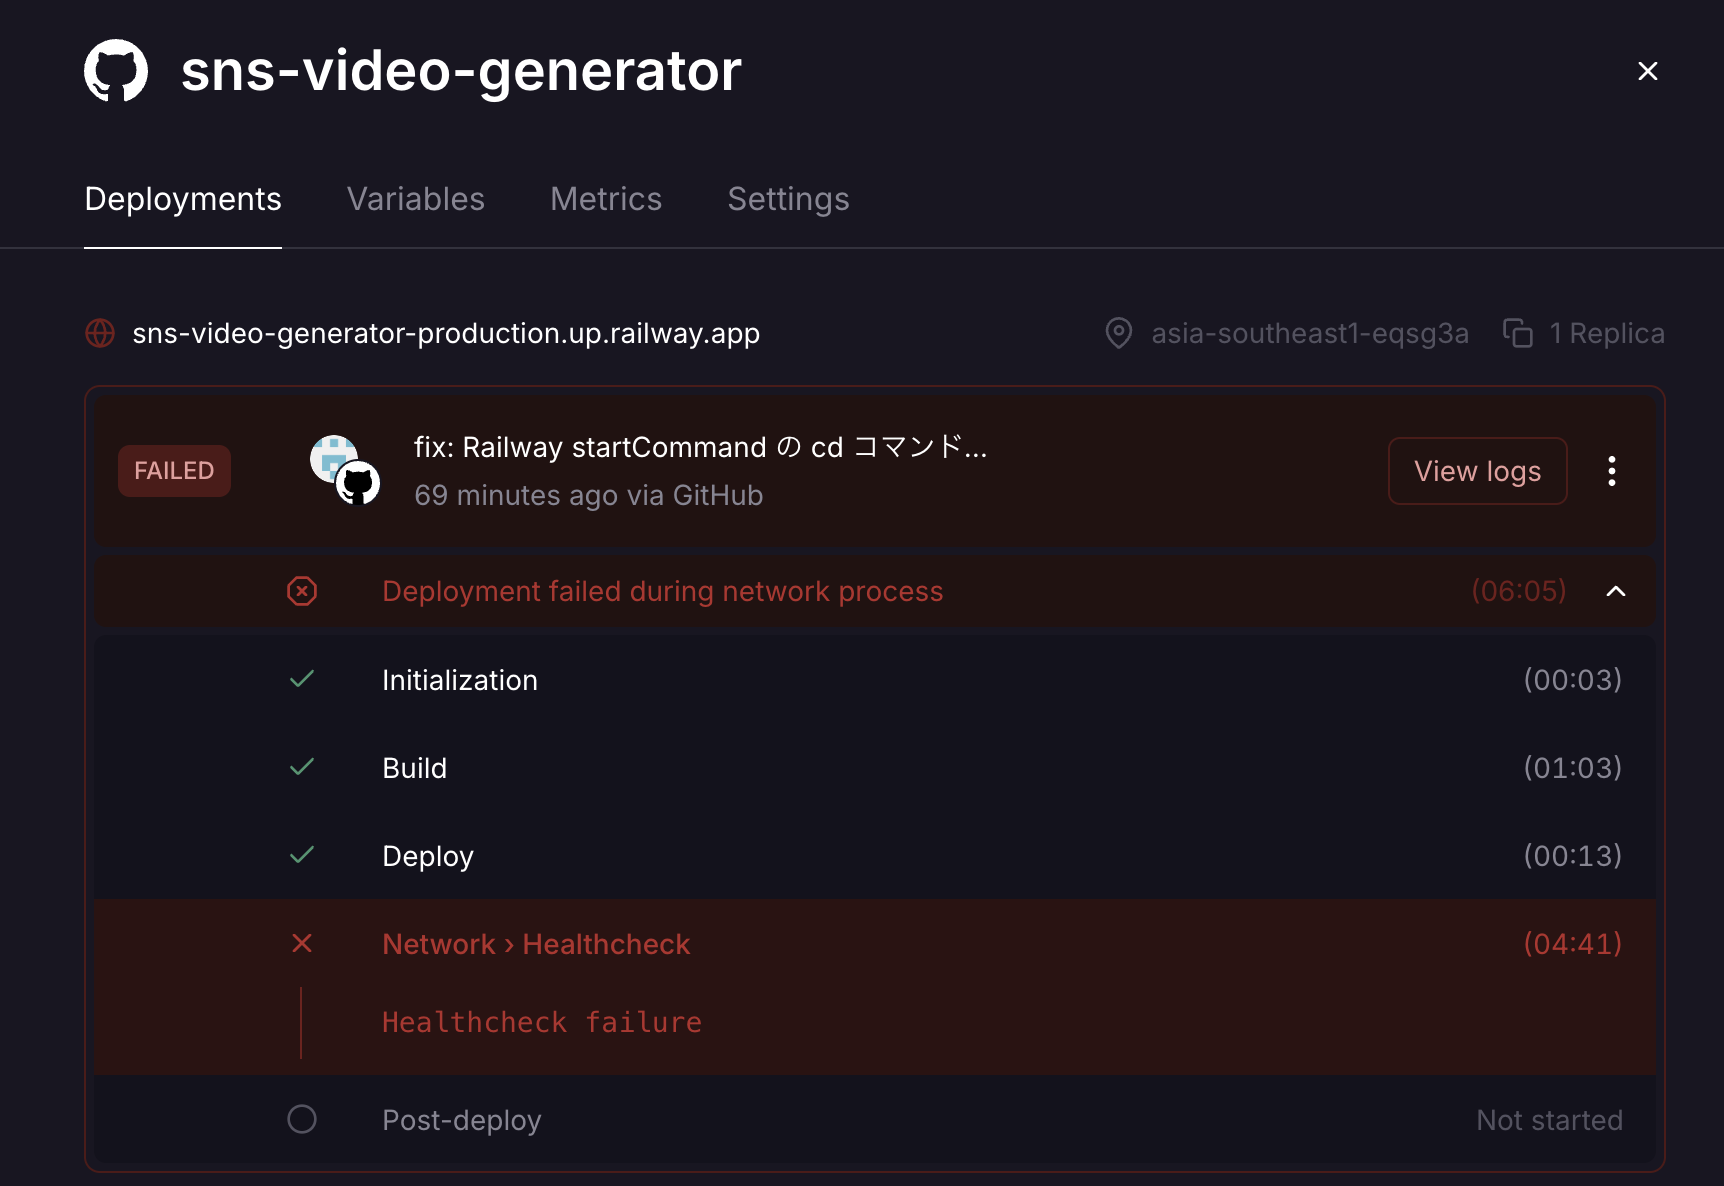 sns-video-generator
Deployments Variables Metrics Settings
sns-video-generator-production.up.railway.app asia-southeast1-eqsg3a 1 Replica
FAILED
fix: Railway startCommand の cd コマンド...
69 minutes ago via GitHub
View logs
Deployment failed during network process (06:05)
Initialization (00:03)
Build (01:03)
Deploy (00:13)
Network › Healthcheck (04:41)
Healthcheck failure
Post-deploy Not started